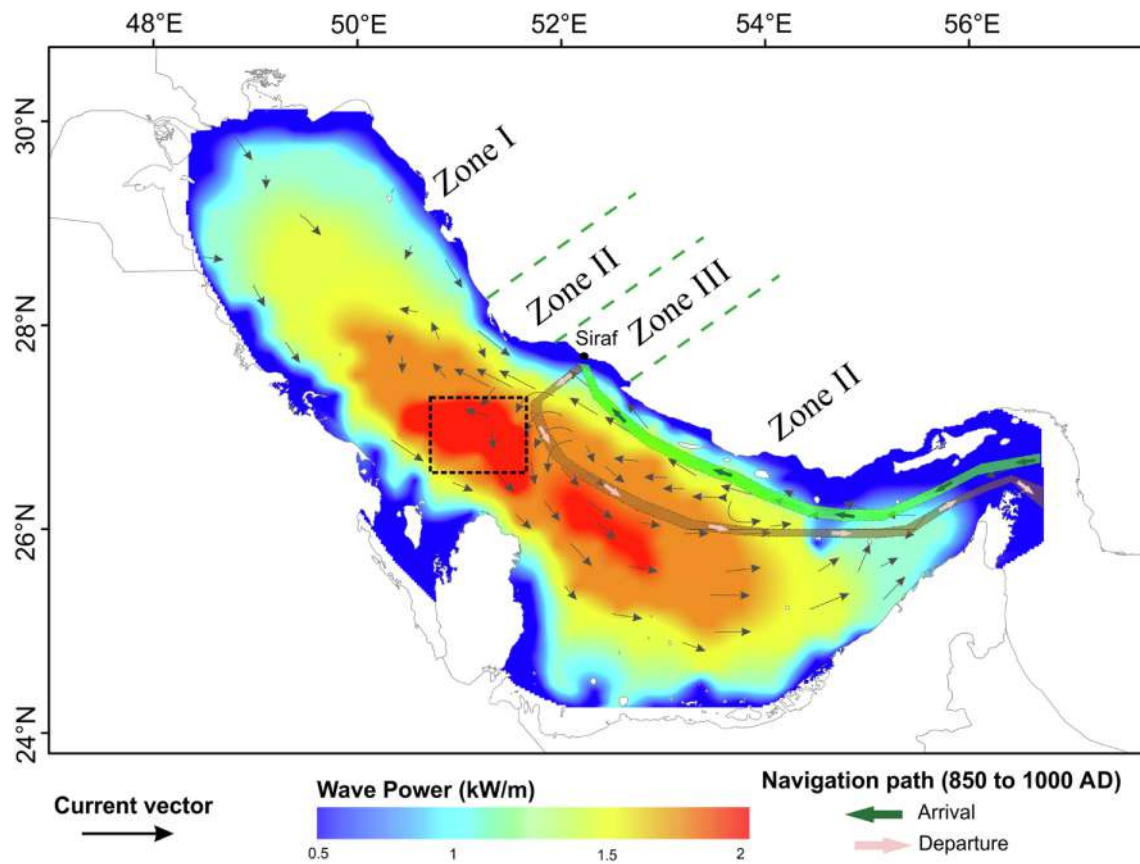 48°E 50°E 52°E 54°E 56°E
30°N
28°N
26°N
24°N
Zone I
Zone II
Zone III
Siraf
Zone II
Current vector
Wave Power (kW/m)
0.5 1 1.5 2
Navigation path (850 to 1000 AD)
Arrival
Departure